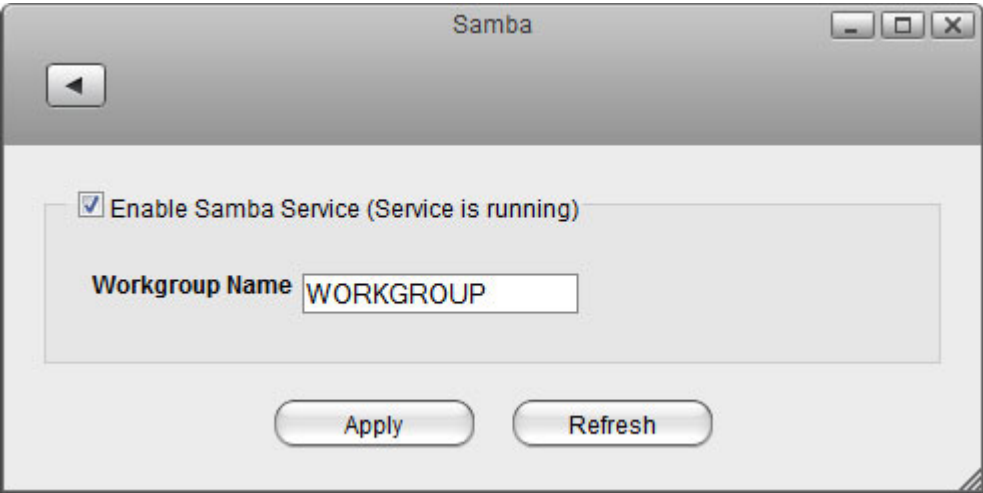 Samba
Enable Samba Service (Service is running)
Workgroup Name WORKGROUP
Apply Refresh